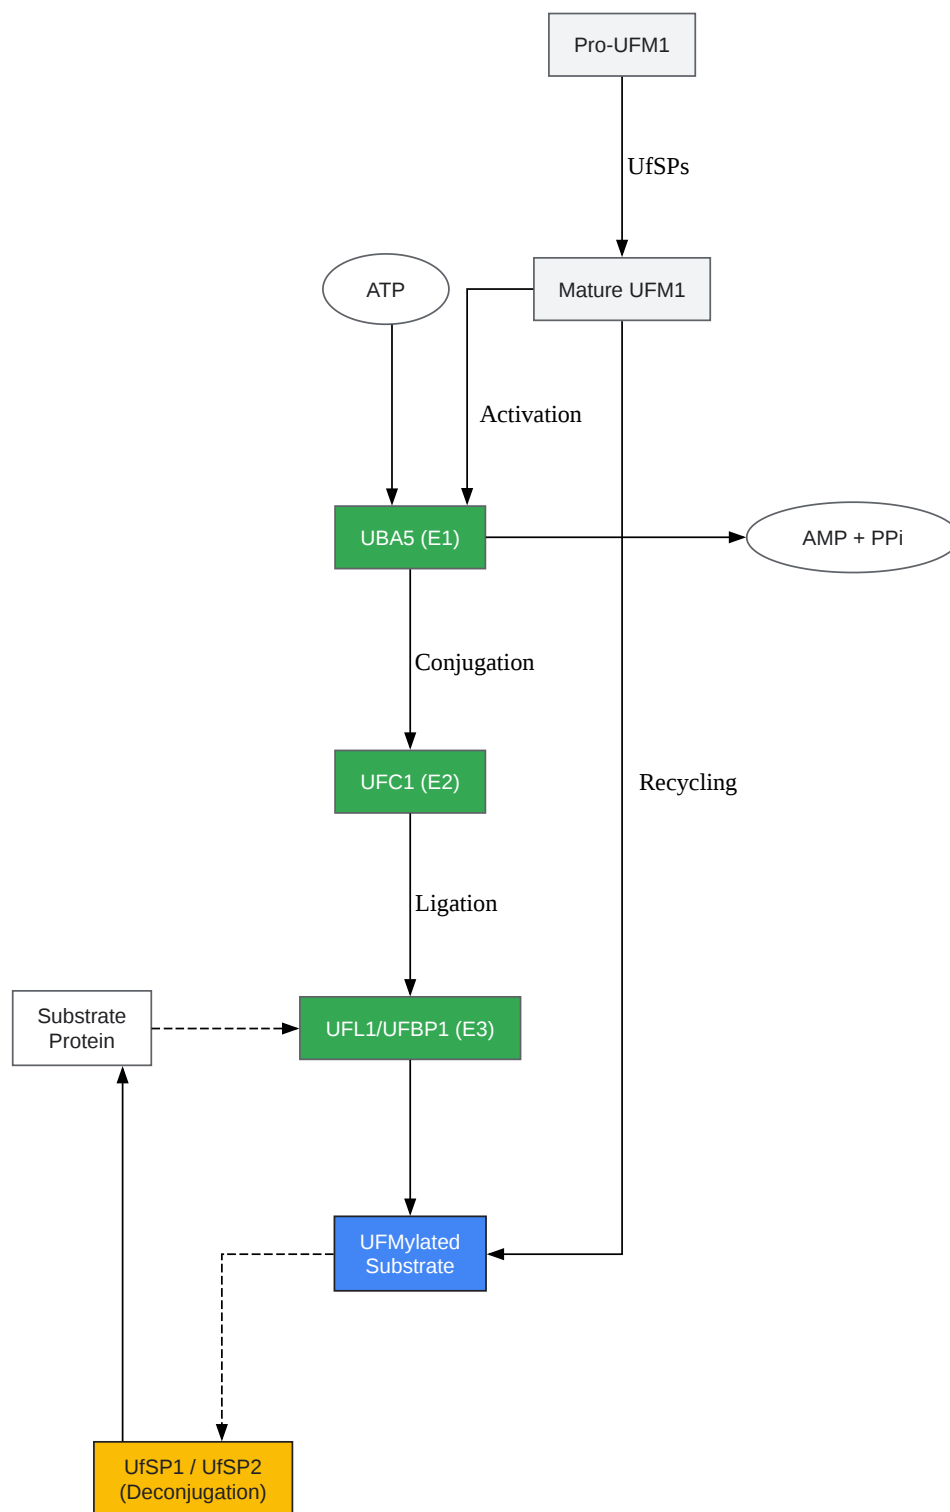 Pro-UFM1
UfSPs
ATP
Mature UFM1
Activation
UBA5 (E1)
AMP + PPi
Conjugation
UFC1 (E2)
Recycling
Ligation
Substrate
Protein
UFL1/UFBP1 (E3)
UFMylated
Substrate
UfSP1 / UfSP2
(Deconjugation)